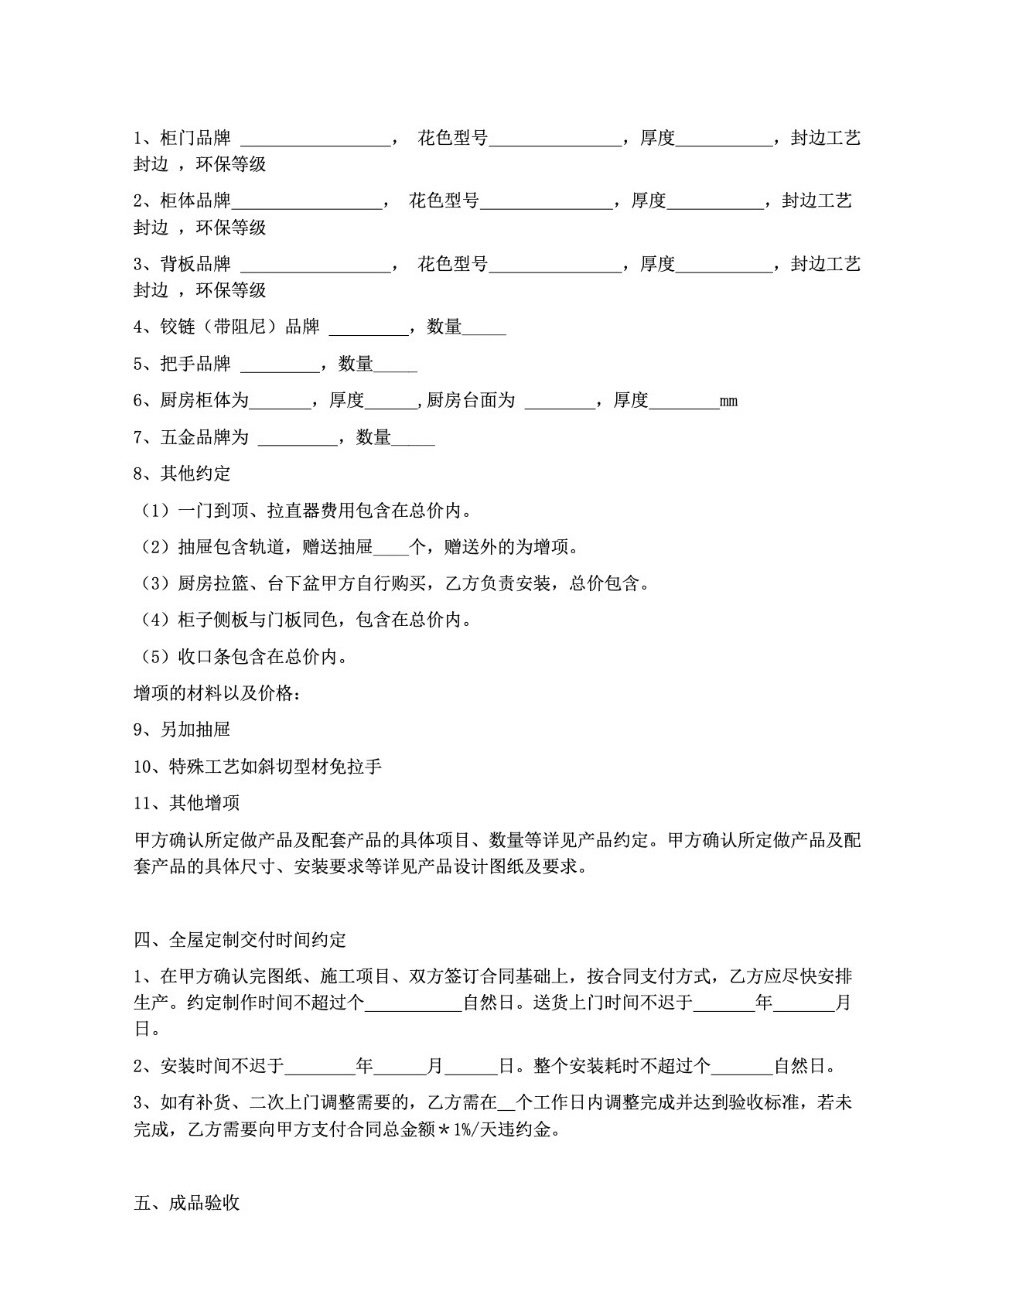 1、柜门品牌 _________________， 花色型号_______________，厚度___________，封边工艺
封边 ，环保等级
2、柜体品牌_________________， 花色型号_______________，厚度___________，封边工艺
封边 ，环保等级
3、背板品牌 _________________， 花色型号_______________，厚度___________，封边工艺
封边 ，环保等级
4、铰链（带阻尼）品牌 _________，数量_____
5、把手品牌 _________，数量_____
6、厨房柜体为_______，厚度______,厨房台面为 ________，厚度________mm
7、五金品牌为 _________，数量_____
8、其他约定
（1）一门到顶、拉直器费用包含在总价内。
（2）抽屉包含轨道，赠送抽屉____个，赠送外的为增项。
（3）厨房拉篮、台下盆甲方自行购买，乙方负责安装，总价包含。
（4）柜子侧板与门板同色，包含在总价内。
（5）收口条包含在总价内。
增项的材料以及价格：
9、另加抽屉
10、特殊工艺如斜切型材免拉手
11、其他增项
甲方确认所定做产品及配套产品的具体项目、数量等详见产品约定。甲方确认所定做产品及配
套产品的具体尺寸、安装要求等详见产品设计图纸及要求。
四、全屋定制交付时间约定
1、在甲方确认完图纸、施工项目、双方签订合同基础上，按合同支付方式，乙方应尽快安排
生产。约定制作时间不超过个___________自然日。送货上门时间不迟于_______年_______月
日。
2、安装时间不迟于________年______月______日。整个安装耗时不超过个_______自然日。
3、如有补货、二次上门调整需要的，乙方需在__个工作日内调整完成并达到验收标准，若未
完成，乙方需要向甲方支付合同总金额＊1%/天违约金。
五、成品验收